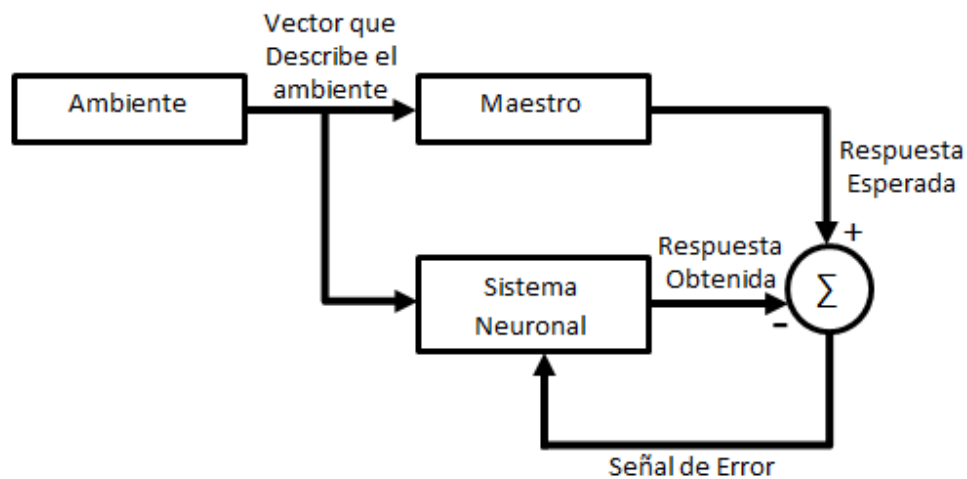 Vector que
Describe el
ambiente
Ambiente
Maestro
Respuesta
Esperada
+
Respuesta
Obtenida
Sistema
Neuronal
∑
-
Señal de Error